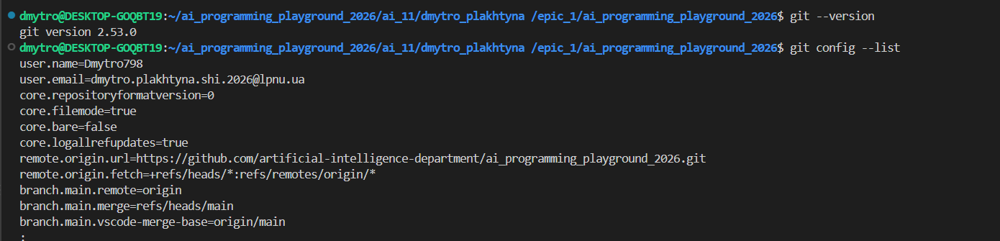 dmytro@DESKTOP-GOQBT19:~/ai_programming_playground_2026/ai_11/dmytro_plakhtyna /epic_1/ai_programming_playground_2026$ git --version
git version 2.53.0
dmytro@DESKTOP-GOQBT19:~/ai_programming_playground_2026/ai_11/dmytro_plakhtyna /epic_1/ai_programming_playground_2026$ git config --list
user.name=Dmytro798
user.email=dmytro.plakhtyna.shi.2026@lpnu.ua
core.repositoryformatversion=0
core.filemode=true
core.bare=false
core.logallrefupdates=true
remote.origin.url=https://github.com/artificial-intelligence-department/ai_programming_playground_2026.git
remote.origin.fetch=+refs/heads/*:refs/remotes/origin/*
branch.main.remote=origin
branch.main.merge=refs/heads/main
branch.main.vscode-merge-base=origin/main
: